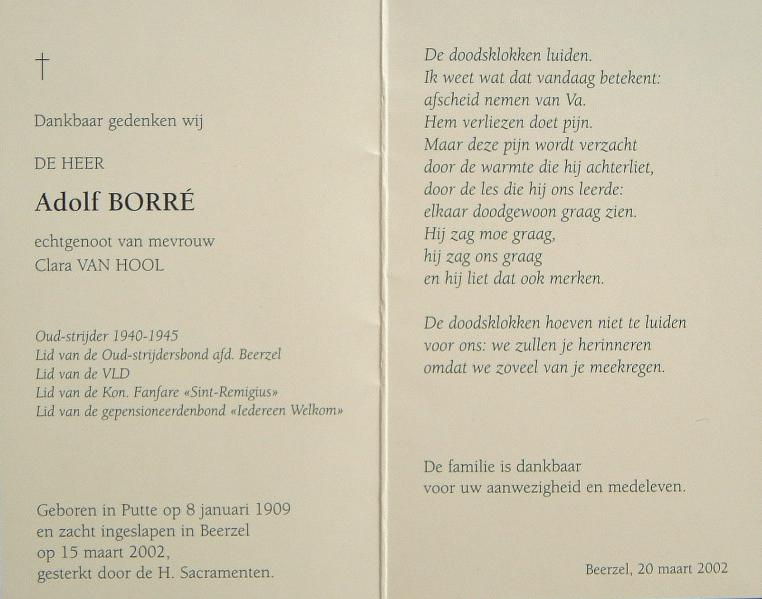 Dankbaar gedenken wij
DE HEER
Adolf BORRÉ
echtgenoot van mevrouw
Clara VAN HOOL
Oud-strijder 1940-1945
Lid van de Oud-strijdersbond afd. Beerzel
Lid van de VLD
Lid van de Kon. Fanfare «Sint-Remigius»
Lid van de gepensioneerdenbond «Iedereen Welkom»
Geboren in Putte op 8 januari 1909
en zacht ingeslapen in Beerzel
op 15 maart 2002,
gesterkt door de H. Sacramenten.
De doodsklokken luiden.
Ik weet wat dat vandaag betekent:
afscheid nemen van Va.
Hem verliezen doet pijn.
Maar deze pijn wordt verzacht
door de warmte die hij achterliet,
door de les die hij ons leerde:
elkaar doodgewoon graag zien.
Hij zag moe graag,
hij zag ons graag
en hij liet dat ook merken.
De doodsklokken hoeven niet te luiden
voor ons: we zullen je herinneren
omdat we zoveel van je meekregen.
De familie is dankbaar
voor uw aanwezigheid en medeleven.
Beerzel, 20 maart 2002